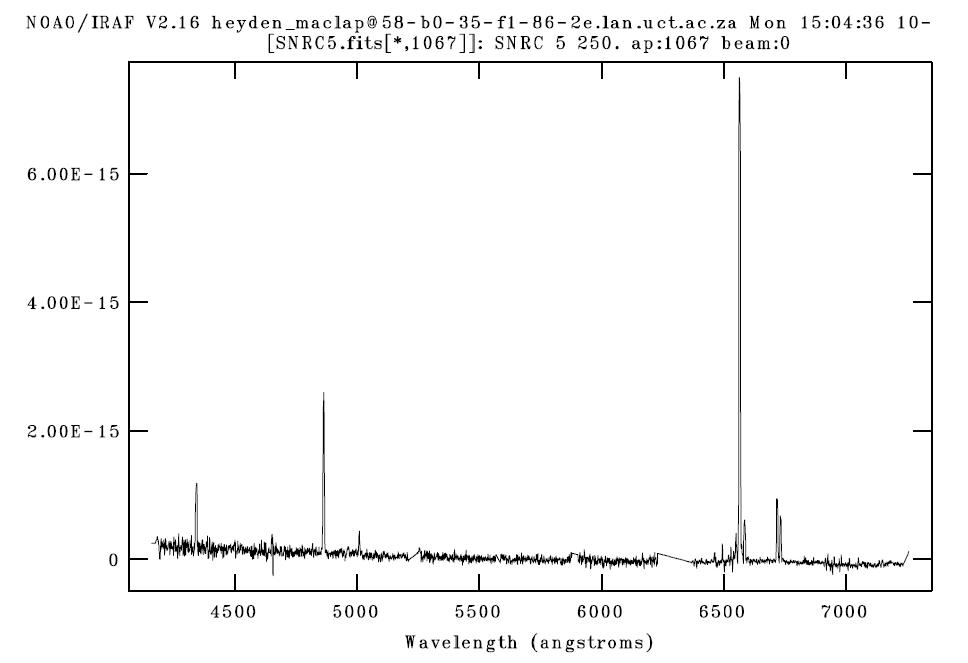 NOAO/IRAF V2.16 heyden_maclap@58-b0-35-f1-86-2e.lan.uct.ac.za Mon 15:04:36 10-
[SNRC5.fits[*,1067]]: SNRC 5 250. ap:1067 beam:0
6.00E-15
4.00E-15
2.00E-15
0
4500 5000 5500 6000 6500 7000
Wavelength (angstroms)